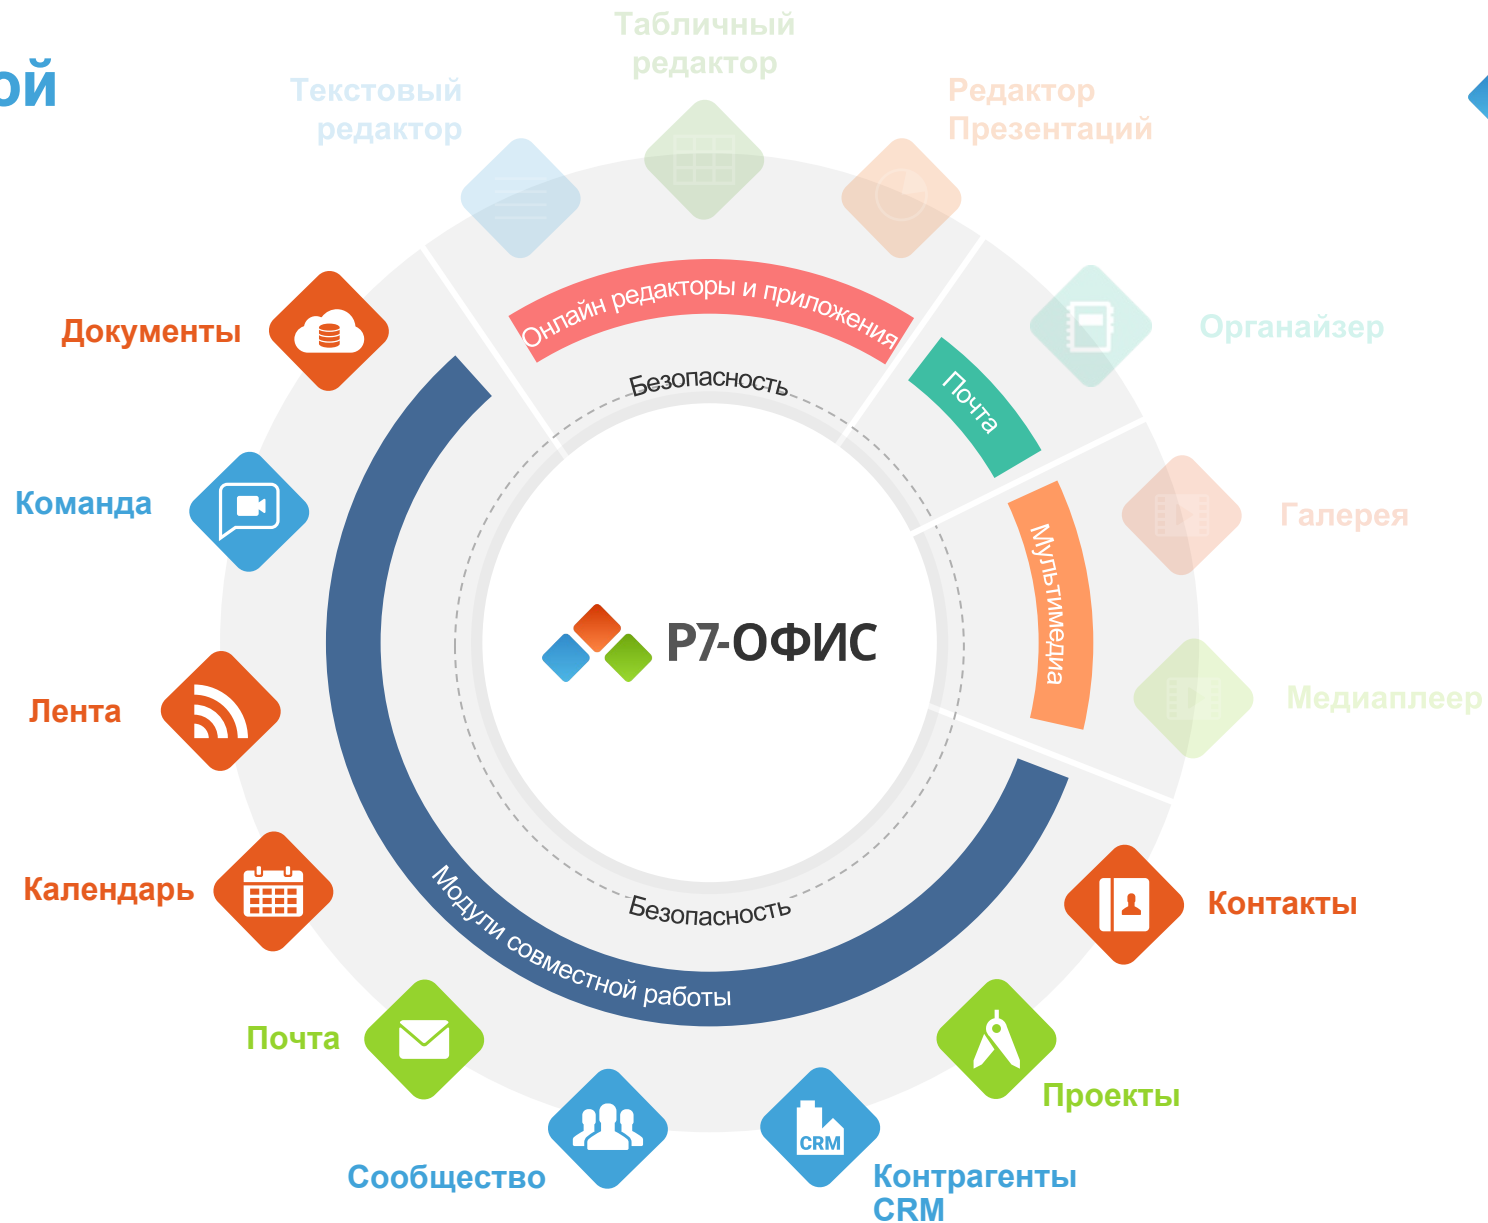 ой
Табличный
редактор
Текстовый
редактор
Редактор
Презентаций
Документы
Онлайн редакторы и приложения
Органайзер
Безопасность
Почта
Команда
Галерея
Мультимедиа
Р7-ОФИС
Лента
Медиаплеер
Календарь
Модули совместной работы
Безопасность
Контакты
Почта
Проекты
CRM
Сообщество
Контрагенты
CRM